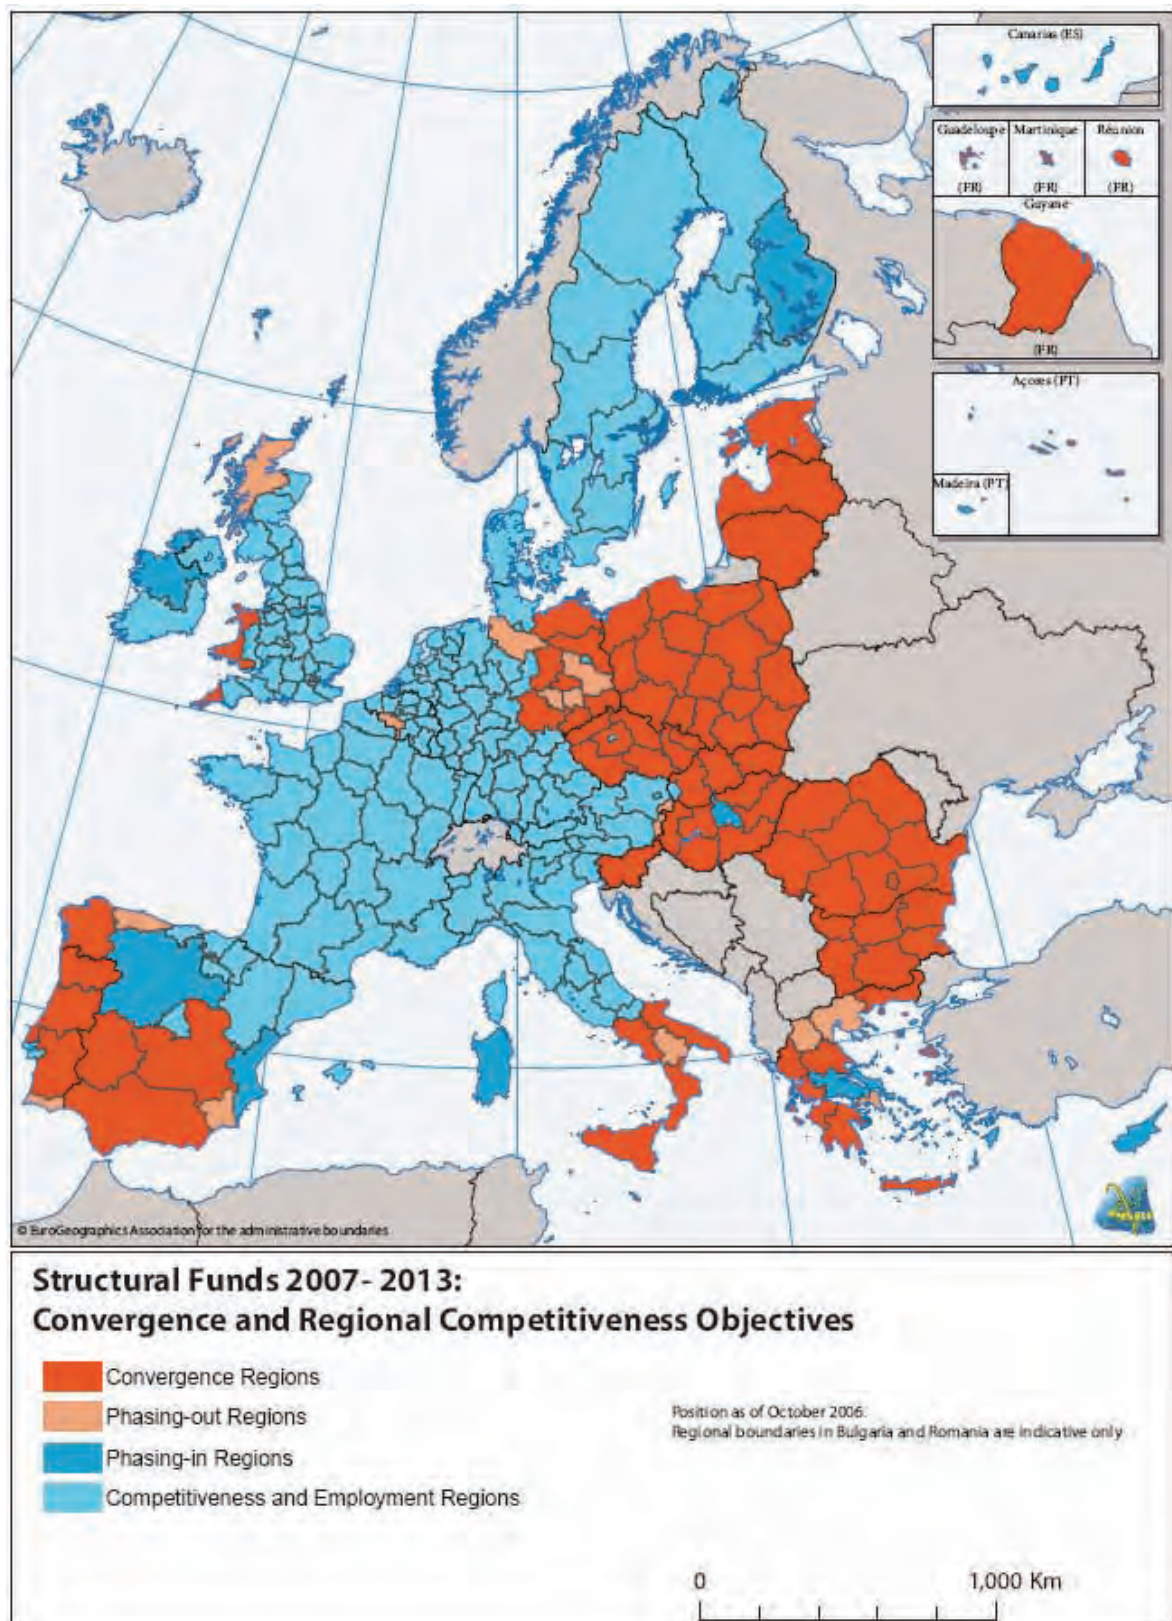 Canarias (ES)
Guadeloupe
Martinique
Réunion
(FR)
(FR)
(FR)
Guyane
(FR)
Açores (PT)
Madeira (PT)
© EuroGeographics Association for the administrative boundaries
Structural Funds 2007- 2013:
Convergence and Regional Competitiveness Objectives
Convergence Regions
Phasing-out Regions
Phasing-in Regions
Competitiveness and Employment Regions
Position as of October 2006.
Regional boundaries in Bulgaria and Romania are indicative only
0
1,000 Km